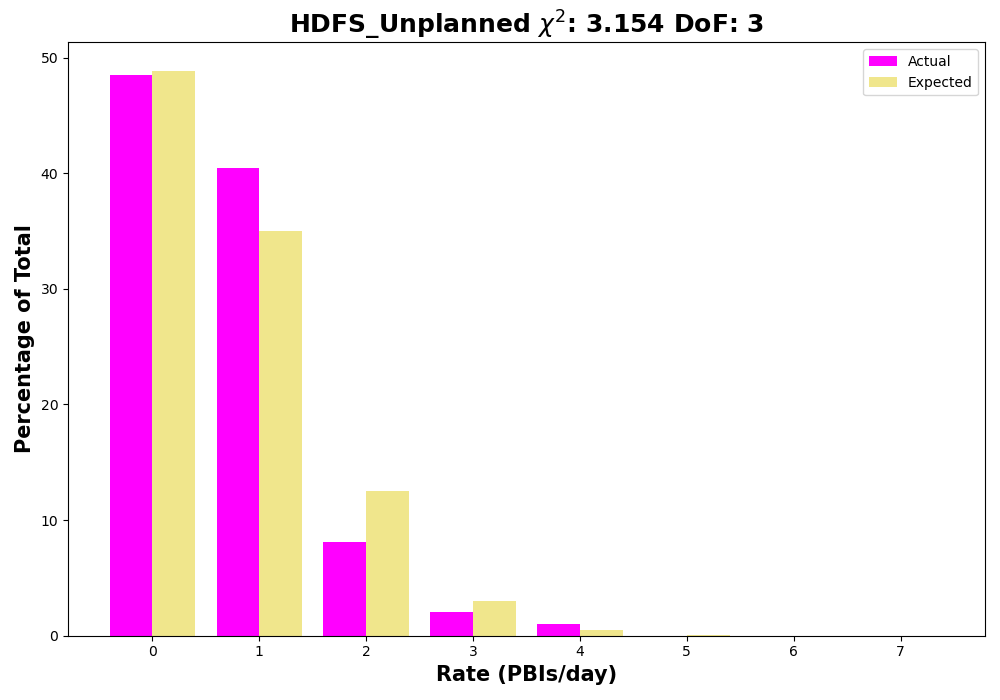 HDFS_Unplanned χ²: 3.154 DoF: 3
Actual
Expected
Percentage of Total
50
40
30
20
10
0
0 1 2 3 4 5 6 7
Rate (PBIs/day)